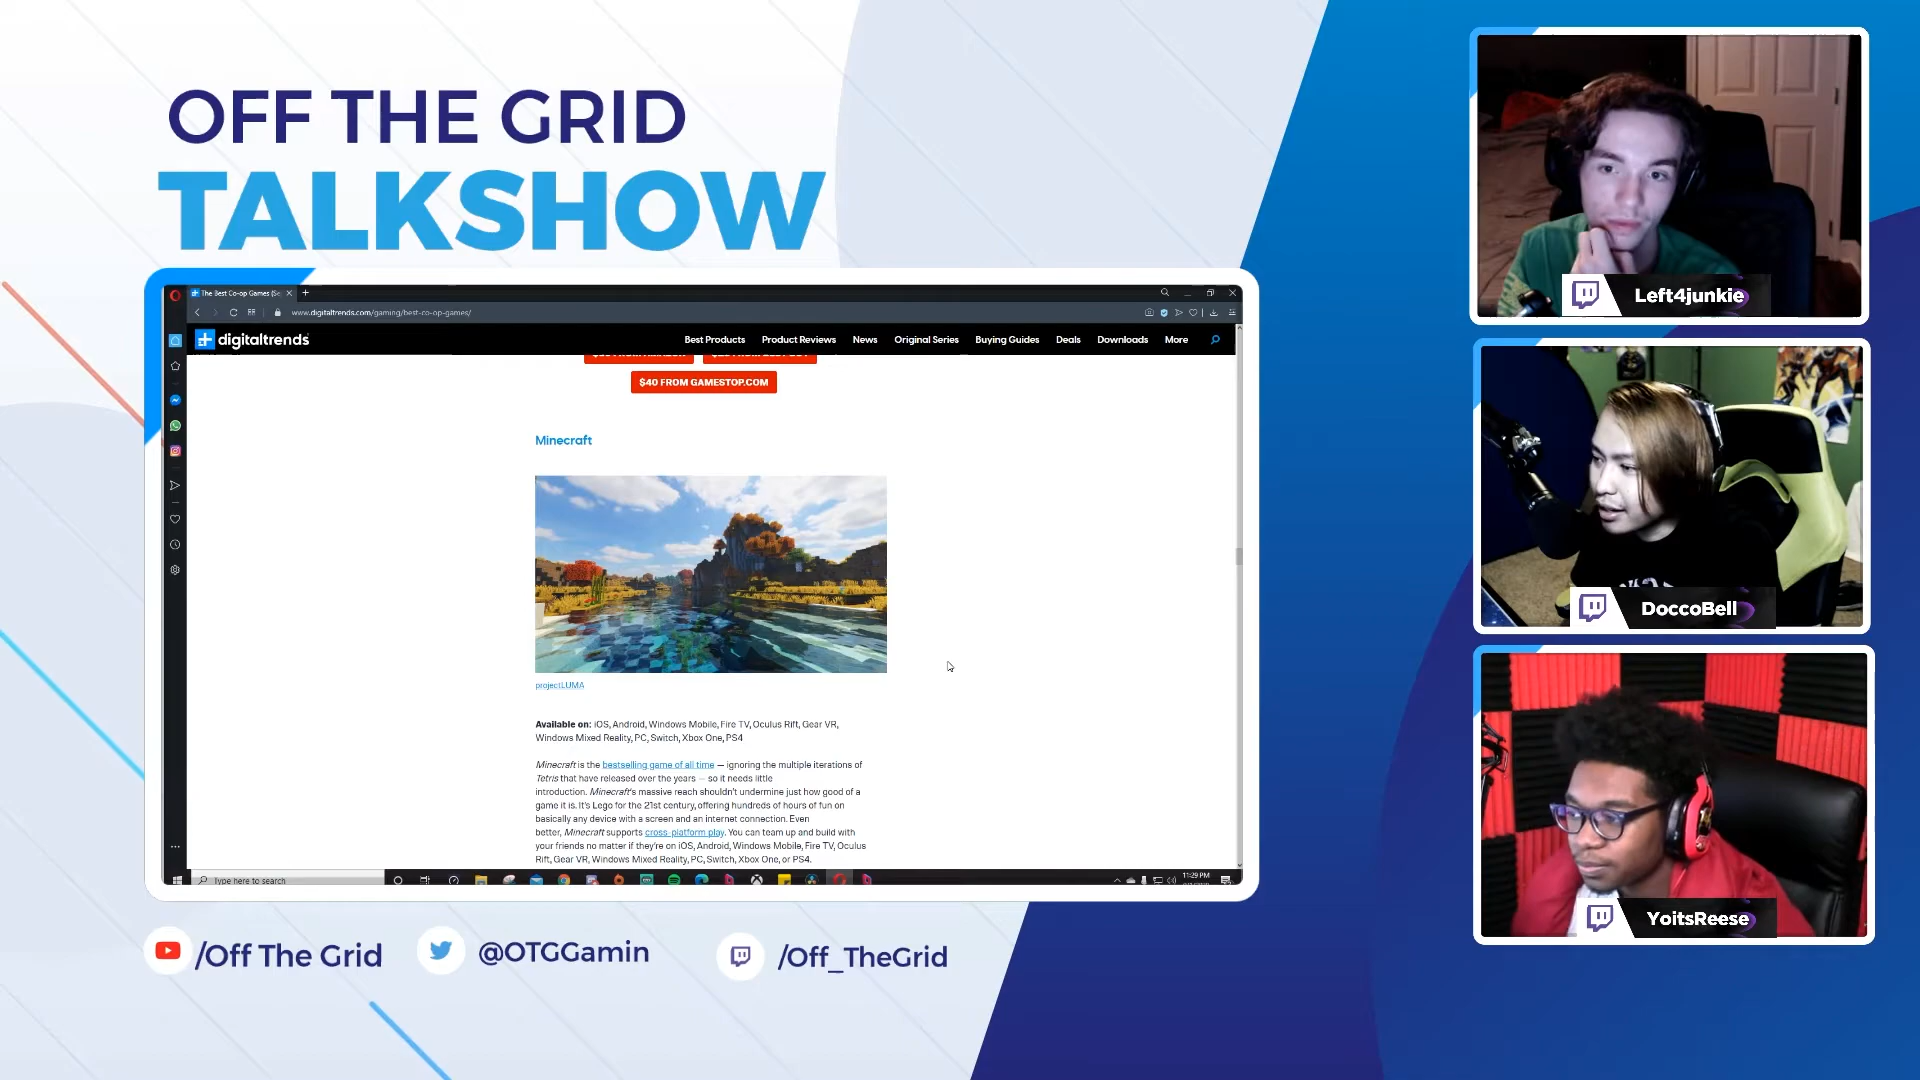 OFF THE GRID
TALKSHOW
The Best Co-op Games (Se
www.digitaltrends.com/gaming/best-co-op-games/
digitaltrends
Best Products
Product Reviews
News
Original Series
Buying Guides
Deals
Downloads
More
$40 FROM GAMESTOP.COM
Minecraft
projectLUMA
Available on: iOS, Android, Windows Mobile, Fire TV, Oculus Rift, Gear VR,
Windows Mixed Reality, PC, Switch, Xbox One, PS4
Minecraft is the bestselling game of all time — ignoring the multiple iterations of
Tetris that have released over the years — so it needs little
introduction. Minecraft's massive reach shouldn't undermine just how good of a
game it is. It's Lego for the 21st century, offering hundreds of hours of fun on
basically any device with a screen and an internet connection. Even
better, Minecraft supports cross-platform play. You can team up and build with
your friends no matter if they're on iOS, Android, Windows Mobile, Fire TV, Oculus
Rift, Gear VR, Windows Mixed Reality, PC, Switch, Xbox One, or PS4.
Type here to search
11:29 PM
/Off The Grid
@OTGGamin
/Off_TheGrid
Left4junkie
DoccoBell
YoitsReese